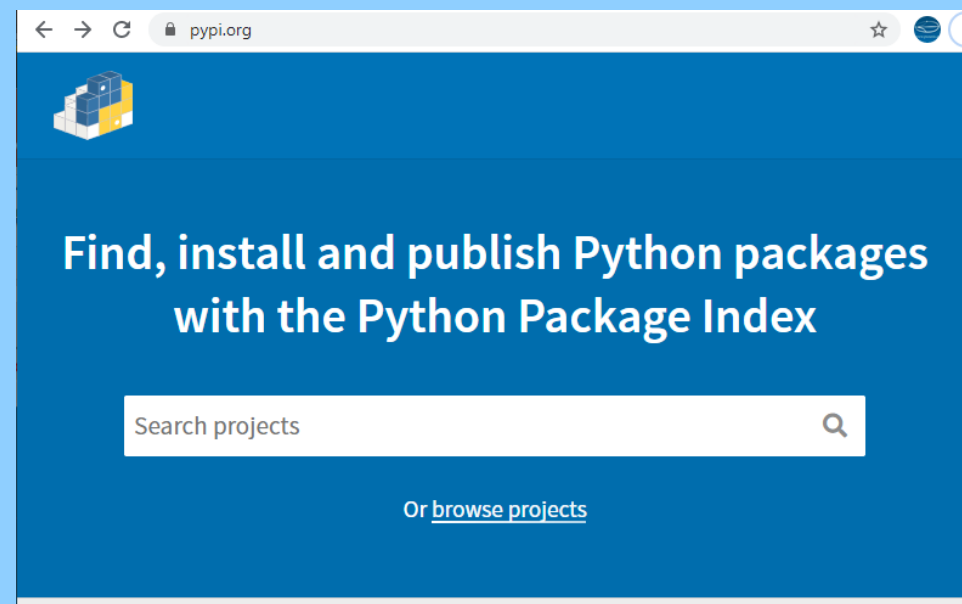 pypi.org
Find, install and publish Python packages
with the Python Package Index
Search projects
Or browse projects